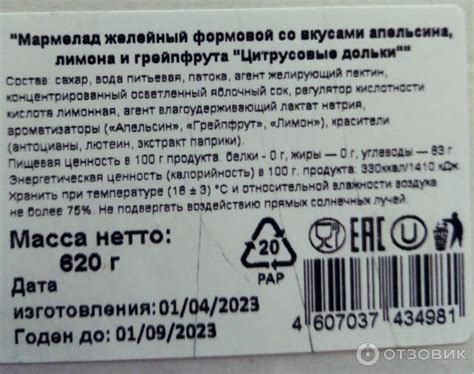 "Мармелад желейный формовой со вкусами апельсина,
лимона и грейпфрута "Цитрусовые дольки""
Состав: сахар, вода питьевая, патока, агент желирующий пектин,
концентрированный осветленный яблочный сок, регулятор кислотности
кислота лимонная, агент влагоудерживающий лактат натрия,
ароматизаторы («Апельсин», «Грейпфрут», «Лимон»), красители
(антоцианы, лютеин, экстракт паприки).
Пищевая ценность в 100 г продукта: белки - 0 г, жиры — 0 г, углеводы — 83 г.
Энергетическая ценность (калорийность) в 100 г. продукта: 330ккал/1410 кДж.
Хранить при температуре (18 ± 3) °С и относительной влажности воздуха
не более 75%. Не подвергать воздействию прямых солнечных лучей.
Масса нетто:
620 г
20
PAP
EAC
U
Дата
изготовления: 01/04/2023
Годен до: 01/09/2023
4 607037 434981
ОТЗОВИК